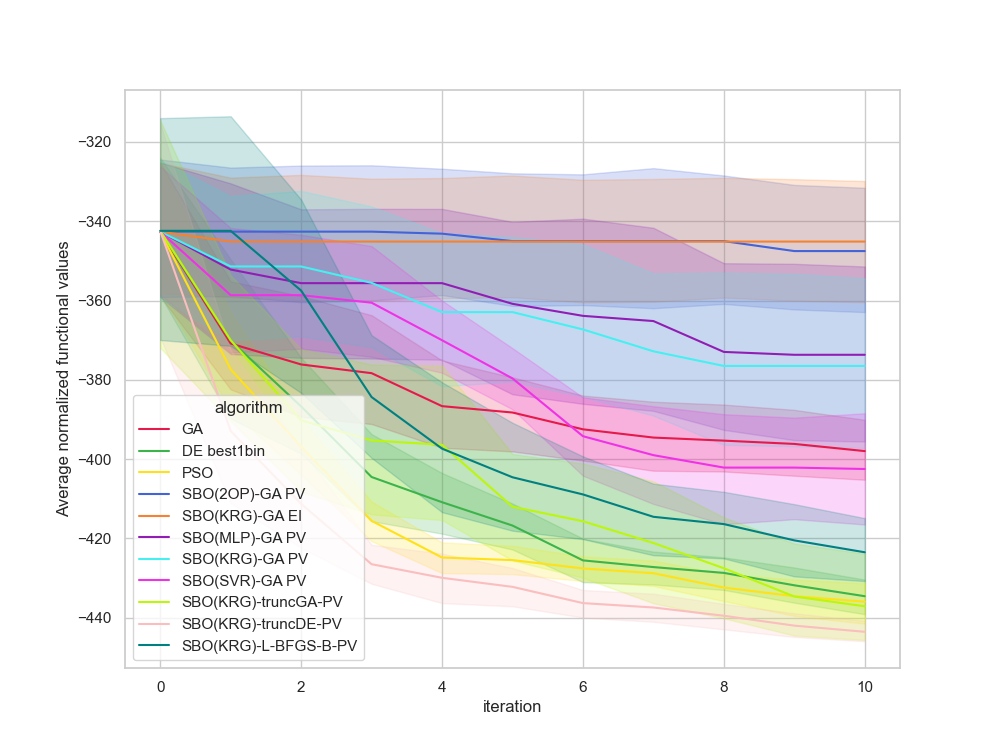 −320
−340
−360
−380
−400
−420
−440
Average normalized functional values
algorithm
GA
DE best1bin
PSO
SBO(2OP)-GA PV
SBO(KRG)-GA EI
SBO(MLP)-GA PV
SBO(KRG)-GA PV
SBO(SVR)-GA PV
SBO(KRG)-truncGA-PV
SBO(KRG)-truncDE-PV
SBO(KRG)-L-BFGS-B-PV
0 2 4 6 8 10
iteration